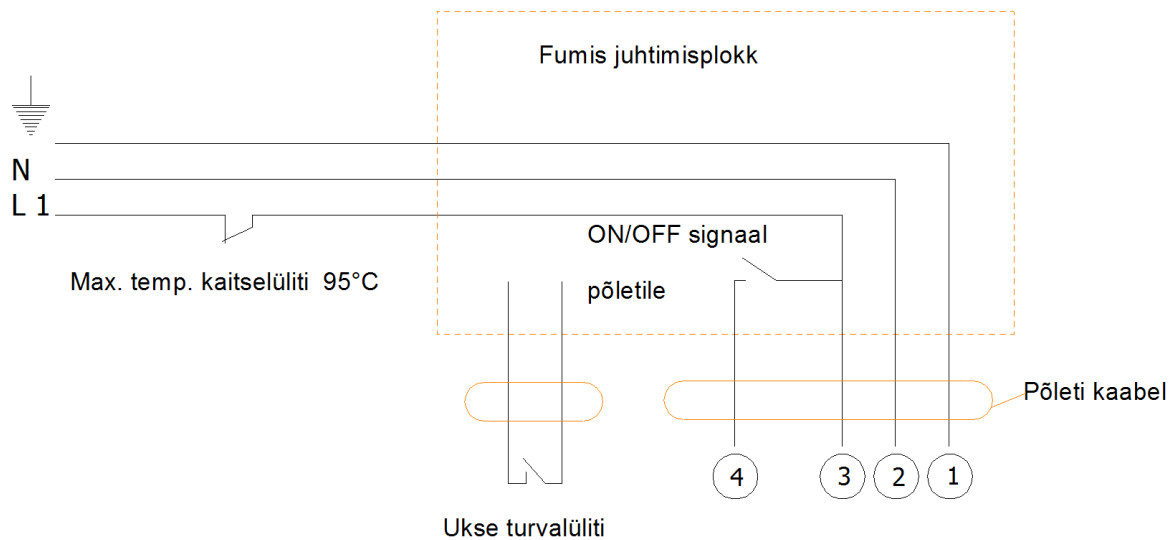 Fumis juhtimisplokk
N
L 1
ON/OFF signaal
põletile
Max. temp. kaitselüliti 95°C
Põleti kaabel
4 3 2 1
Ukse turvalüliti